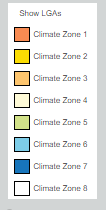 Show LGAs
Climate Zone 1
Climate Zone 2
Climate Zone 3
Climate Zone 4
Climate Zone 5
Climate Zone 6
Climate Zone 7
Climate Zone 8